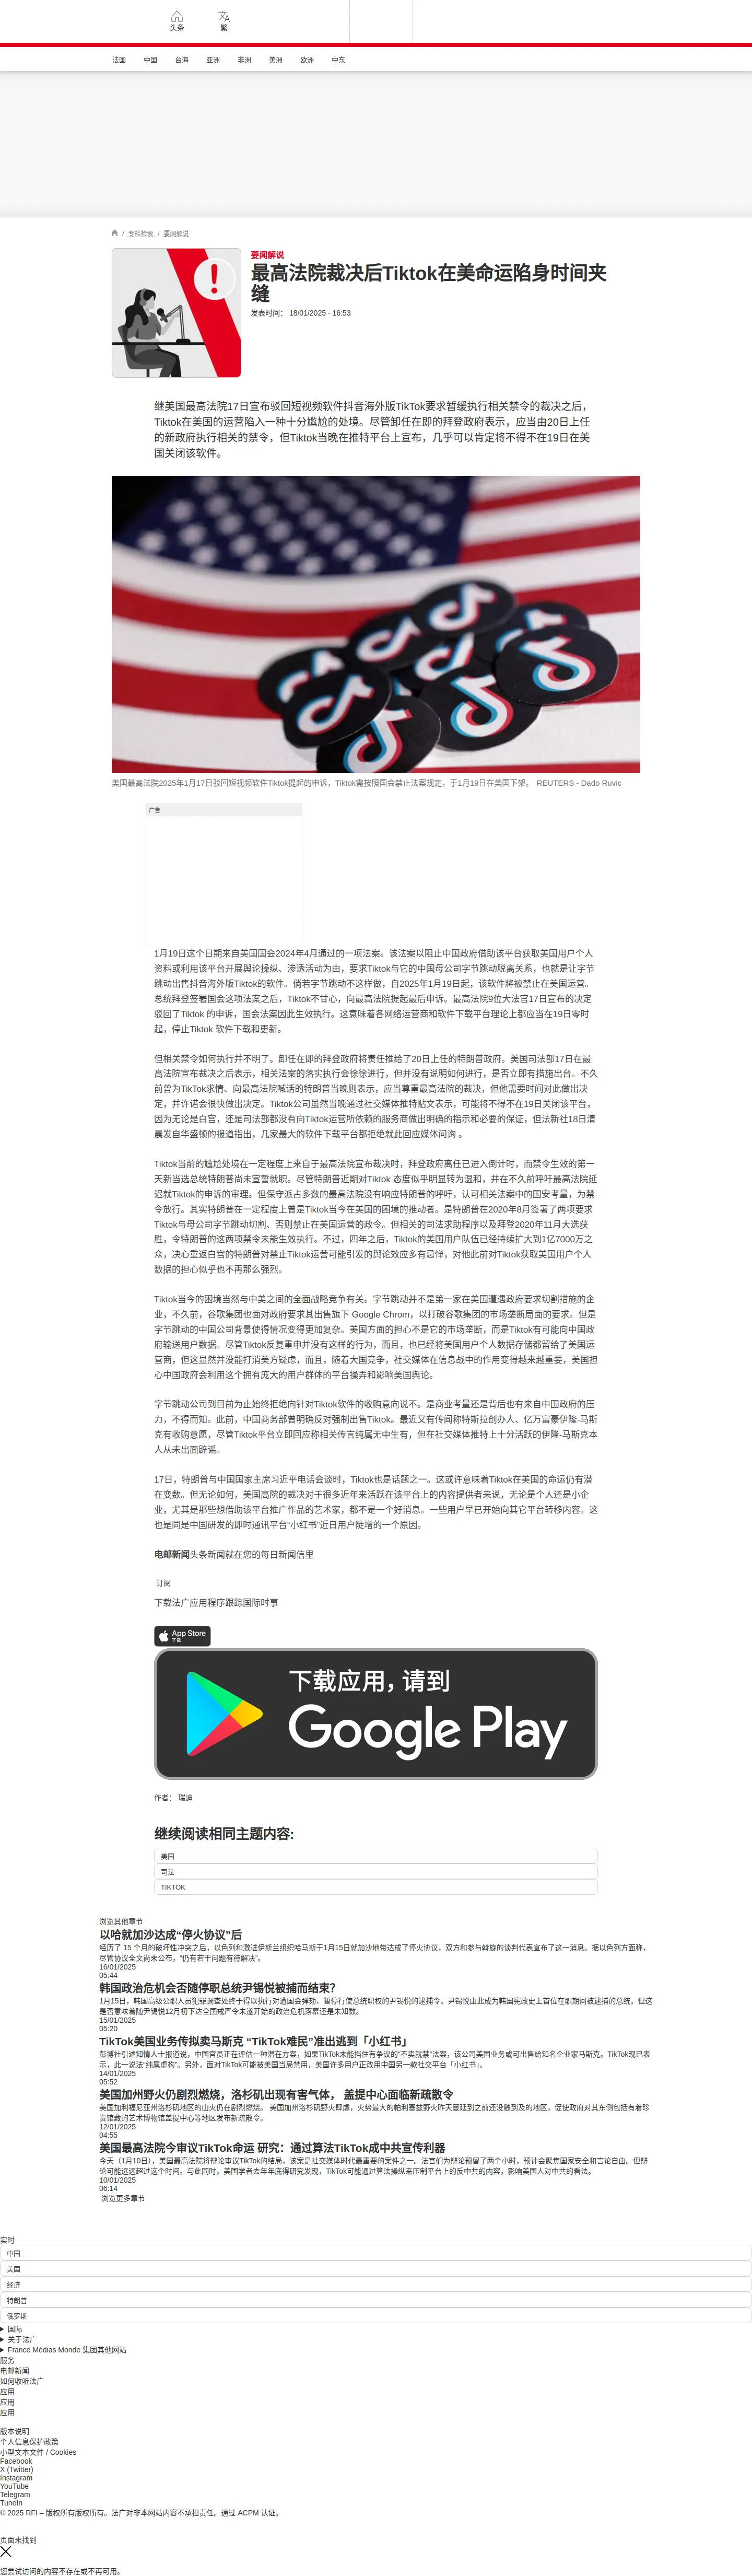 头条
繁
法国 中国 台海 亚洲 非洲 美洲 欧洲 中东
/ 专栏检索 / 要闻解说
要闻解说
最高法院裁决后Tiktok在美命运陷身时间夹
缝
发表时间： 18/01/2025 - 16:53
继美国最高法院17日宣布驳回短视频软件抖音海外版TikTok要求暂缓执行相关禁令的裁决之后，
Tiktok在美国的运营陷入一种十分尴尬的处境。尽管卸任在即的拜登政府表示，应当由20日上任
的新政府执行相关的禁令，但Tiktok当晚在推特平台上宣布，几乎可以肯定将不得不在19日在美
国关闭该软件。
美国最高法院2025年1月17日驳回短视频软件Tiktok提起的申诉，Tiktok需按照国会禁止法案规定，于1月19日在美国下架。 REUTERS - Dado Ruvic
广告
1月19日这个日期来自美国国会2024年4月通过的一项法案。该法案以阻止中国政府借助该平台获取美国用户个人
资料或利用该平台开展舆论操纵、渗透活动为由，要求Tiktok与它的中国母公司字节跳动脱离关系，也就是让字节
跳动出售抖音海外版Tiktok的软件。倘若字节跳动不这样做，自2025年1月19日起，该软件将被禁止在美国运营。
总统拜登签署国会这项法案之后，Tiktok不甘心，向最高法院提起最后申诉。最高法院9位大法官17日宣布的决定
驳回了Tiktok 的申诉，国会法案因此生效执行。这意味着各网络运营商和软件下载平台理论上都应当在19日零时
起，停止Tiktok 软件下载和更新。
但相关禁令如何执行并不明了。卸任在即的拜登政府将责任推给了20日上任的特朗普政府。美国司法部17日在最
高法院宣布裁决之后表示，相关法案的落实执行会徐徐进行，但并没有说明如何进行，是否立即有措施出台。不久
前曾为TikTok求情、向最高法院喊话的特朗普当晚则表示，应当尊重最高法院的裁决，但他需要时间对此做出决
定，并许诺会很快做出决定。Tiktok公司虽然当晚通过社交媒体推特贴文表示，可能将不得不在19日关闭该平台，
因为无论是白宫，还是司法部都没有向Tiktok运营所依赖的服务商做出明确的指示和必要的保证，但法新社18日清
晨发自华盛顿的报道指出，几家最大的软件下载平台都拒绝就此回应媒体问询 。
Tiktok当前的尴尬处境在一定程度上来自于最高法院宣布裁决时，拜登政府离任已进入倒计时，而禁令生效的第一
天新当选总统特朗普尚未宣誓就职。尽管特朗普近期对Tiktok 态度似乎明显转为温和，并在不久前呼吁最高法院延
迟就Tiktok的申诉的审理。但保守派占多数的最高法院没有响应特朗普的呼吁，认可相关法案中的国安考量，为禁
令放行。其实特朗普在一定程度上曾是Tiktok当今在美国的困境的推动者。是特朗普在2020年8月签署了两项要求
Tiktok与母公司字节跳动切割、否则禁止在美国运营的政令。但相关的司法求助程序以及拜登2020年11月大选获
胜，令特朗普的这两项禁令未能生效执行。不过，四年之后，Tiktok的美国用户队伍已经持续扩大到1亿7000万之
众，决心重返白宫的特朗普对禁止Tiktok运营可能引发的舆论效应多有忌惮，对他此前对Tiktok获取美国用户个人
数据的担心似乎也不再那么强烈。
Tiktok当今的困境当然与中美之间的全面战略竞争有关。字节跳动并不是第一家在美国遭遇政府要求切割措施的企
业，不久前，谷歌集团也面对政府要求其出售旗下 Google Chrom，以打破谷歌集团的市场垄断局面的要求。但是
字节跳动的中国公司背景使得情况变得更加复杂。美国方面的担心不是它的市场垄断，而是Tiktok有可能向中国政
府输送用户数据。尽管Tiktok反复重申并没有这样的行为，而且，也已经将美国用户个人数据存储都留给了美国运
营商，但这显然并没能打消美方疑虑，而且，随着大国竞争，社交媒体在信息战中的作用变得越来越重要，美国担
心中国政府会利用这个拥有庞大的用户群体的平台操弄和影响美国舆论。
字节跳动公司到目前为止始终拒绝向针对Tiktok软件的收购意向说不。是商业考量还是背后也有来自中国政府的压
力，不得而知。此前，中国商务部曾明确反对强制出售Tiktok。最近又有传闻称特斯拉创办人、亿万富豪伊隆-马斯
克有收购意愿，尽管Tiktok平台立即回应称相关传言纯属无中生有，但在社交媒体推特上十分活跃的伊隆-马斯克本
人从未出面辟谣。
17日，特朗普与中国国家主席习近平电话会谈时，Tiktok也是话题之一。这或许意味着Tiktok在美国的命运仍有潜
在变数。但无论如何，美国高院的裁决对于很多近年来活跃在该平台上的内容提供者来说，无论是个人还是小企
业，尤其是那些想借助该平台推广作品的艺术家，都不是一个好消息。一些用户早已开始向其它平台转移内容。这
也是同是中国研发的即时通讯平台“小红书”近日用户陡增的一个原因。
电邮新闻头条新闻就在您的每日新闻信里
订阅
下载法广应用程序跟踪国际时事
App Store
下载
下载应用，请到
Google Play
作者： 瑞迪
继续阅读相同主题内容:
美国
司法
TIKTOK
浏览其他章节
以哈就加沙达成“停火协议”后
经历了 15 个月的破坏性冲突之后，以色列和激进伊斯兰组织哈马斯于1月15日就加沙地带达成了停火协议，双方和参与斡旋的谈判代表宣布了这一消息。据以色列方面称，
尽管协议全文尚未公布，“仍有若干问题有待解决”。
16/01/2025
05:44
韩国政治危机会否随停职总统尹锡悦被捕而结束?
1月15日，韩国高级公职人员犯罪调查处终于得以执行对遭国会弹劾、暂停行使总统职权的尹锡悦的逮捕令。尹锡悦由此成为韩国宪政史上首位在职期间被逮捕的总统。但这
是否意味着随尹锡悦12月初下达全国戒严令未遂开始的政治危机落幕还是未知数。
15/01/2025
05:20
TikTok美国业务传拟卖马斯克 “TikTok难民”准出逃到「小红书」
彭博社引述知情人士报道说，中国官员正在评估一种潜在方案，如果TikTok未能挡住有争议的“不卖就禁”法案，该公司美国业务或可出售给知名企业家马斯克。TikTok现已表
示，此一说法“纯属虚构”。另外，面对TikTok可能被美国当局禁用，美国许多用户正改用中国另一款社交平台「小红书」。
14/01/2025
05:52
美国加州野火仍剧烈燃烧，洛杉矶出现有害气体， 盖提中心面临新疏散令
美国加利福尼亚州洛杉矶地区的山火仍在剧烈燃烧。 美国加州洛杉矶野火肆虐，火势最大的帕利塞兹野火昨天蔓延到之前还没触到及的地区，促使政府对其东侧包括有着珍
贵馆藏的艺术博物馆盖提中心等地区发布新疏散令。
12/01/2025
04:55
美国最高法院今审议TikTok命运 研究：通过算法TikTok成中共宣传利器
今天（1月10日），美国最高法院将辩论审议TikTok的结局，该案是社交媒体时代最重要的案件之一。法官们为辩论预留了两个小时，预计会聚焦国家安全和言论自由。但辩
论可能远远超过这个时间。与此同时，美国学者去年年底得研究发现，TikTok可能通过算法操纵来压制平台上的反中共的内容，影响美国人对中共的看法。
10/01/2025
06:14
浏览更多章节
实时
中国
美国
经济
特朗普
俄罗斯
国际
关于法广
France Médias Monde 集团其他网站
服务
电邮新闻
如何收听法广
应用
应用
应用
版本说明
个人信息保护政策
小型文本文件 / Cookies
Facebook
X (Twitter)
Instagram
YouTube
Telegram
TuneIn
© 2025 RFI – 版权所有版权所有。法广对非本网站内容不承担责任。通过 ACPM 认证。
页面未找到
您尝试访问的内容不存在或不再可用。